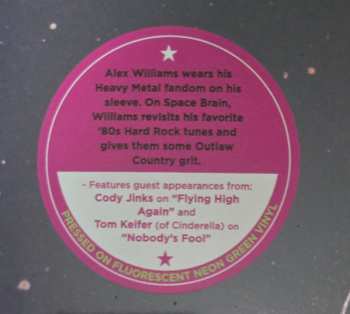 Alex Williams wears his
Heavy Metal fandom on his
sleeve. On Space Brain,
Williams revisits his favorite
'80s Hard Rock tunes and
gives them some Outlaw
Country grit.
- Features guest appearances from:
Cody Jinks on "Flying High
Again" and
Tom Keifer (of Cinderella) on
"Nobody's Fool"
PRESSED ON FLUORESCENT NEON GREEN VINYL